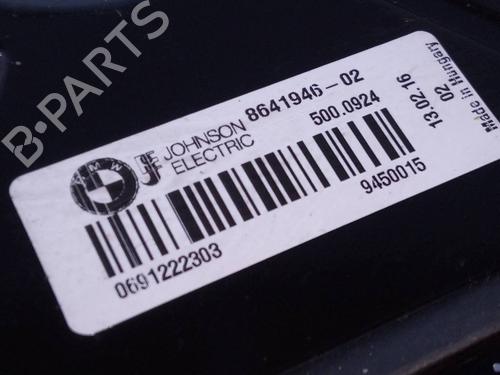 B-PARTS
BMW
JOHNSON
ELECTRIC
8641946-02
500.0924
13.02.16
02
Made in Hungary
0691222303
9450015